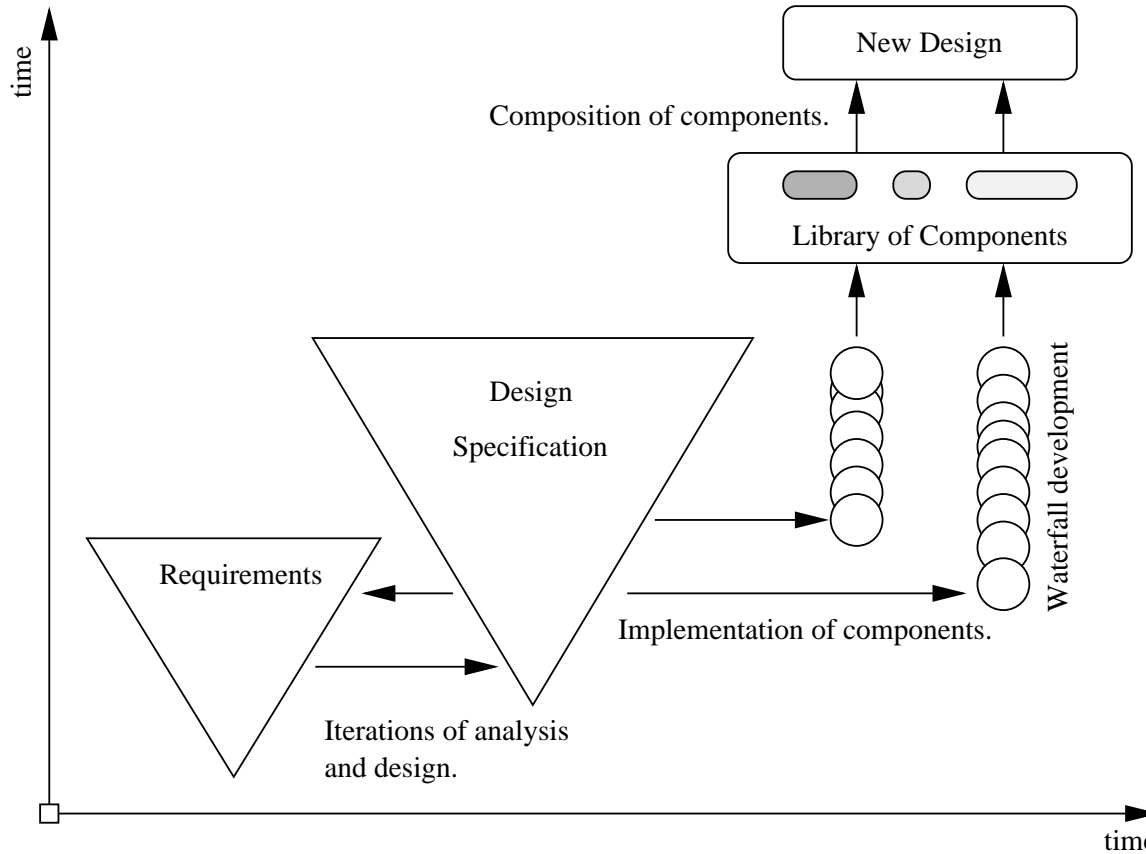 time
New Design
Composition of components.
Library of Components
Design
Specification
Waterfall development
Requirements
Implementation of components.
Iterations of analysis
and design.
time